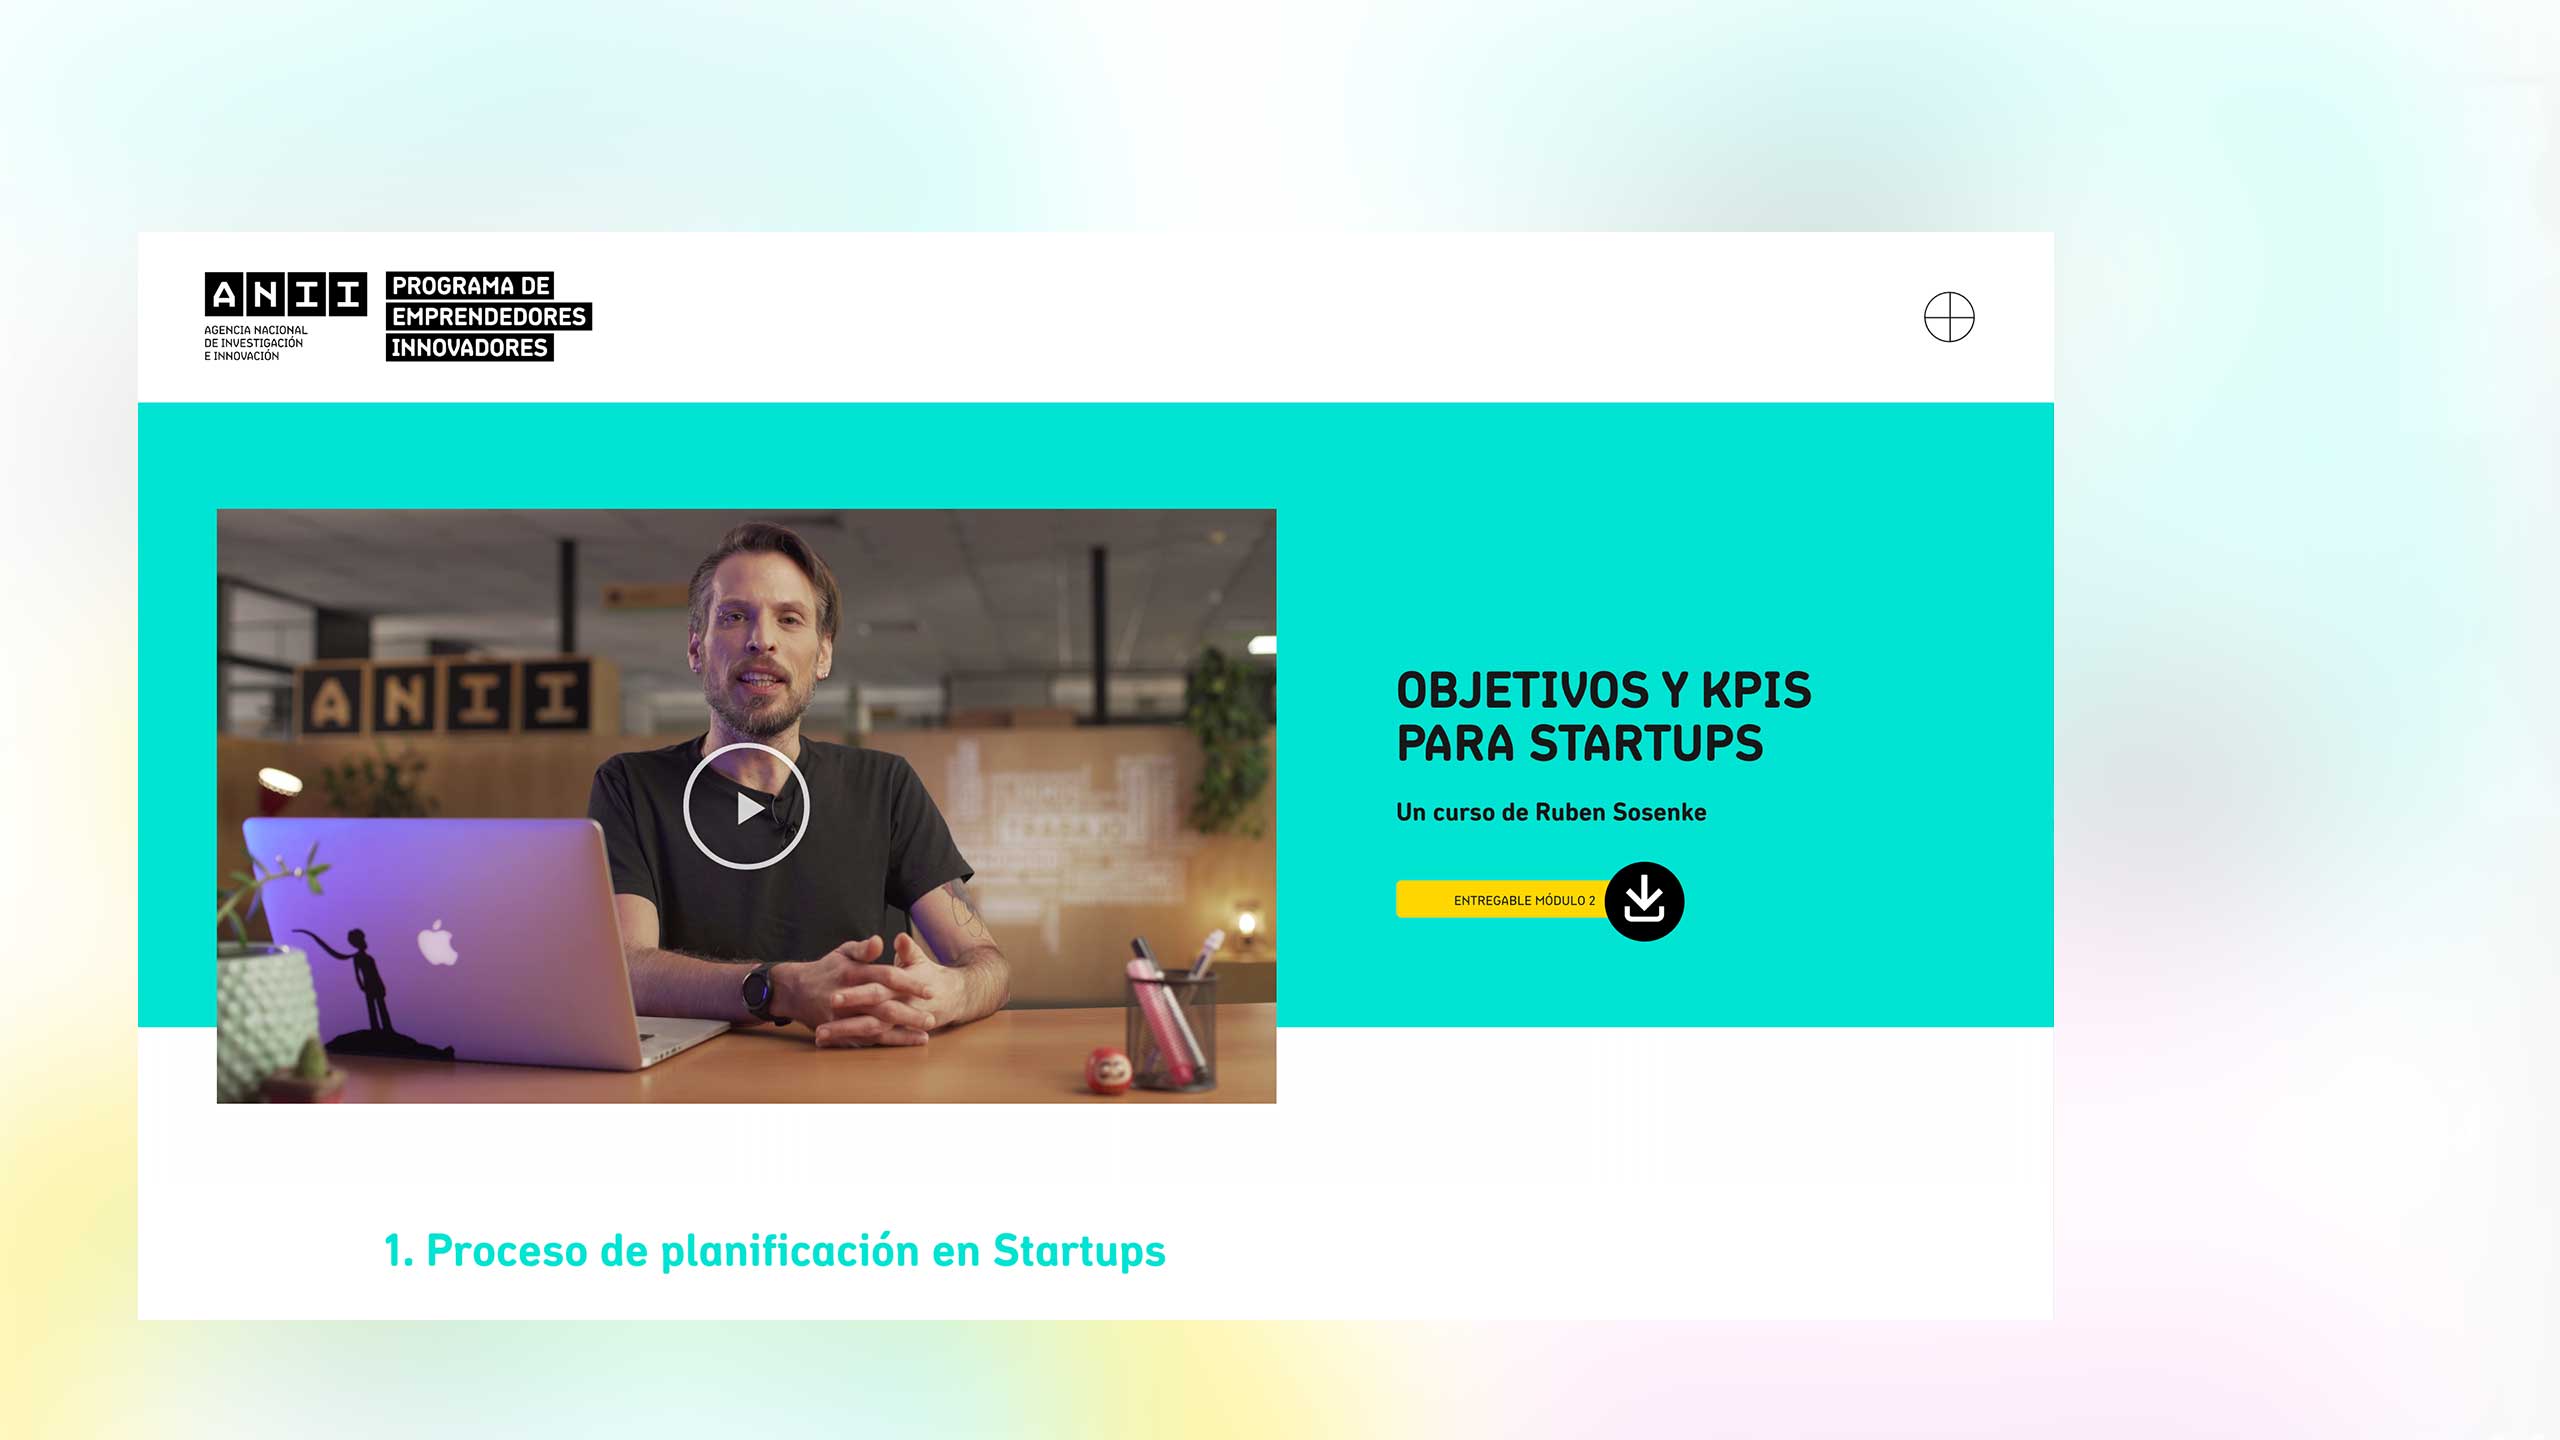 ANII
AGENCIA NACIONAL
DE INVESTIGACIÓN
E INNOVACIÓN
PROGRAMA DE
EMPRENDEDORES
INNOVADORES
ANII
TRABAJO
OBJETIVOS Y KPIS
PARA STARTUPS
Un curso de Ruben Sosenke
ENTREGABLE MÓDULO 2
1. Proceso de planificación en Startups